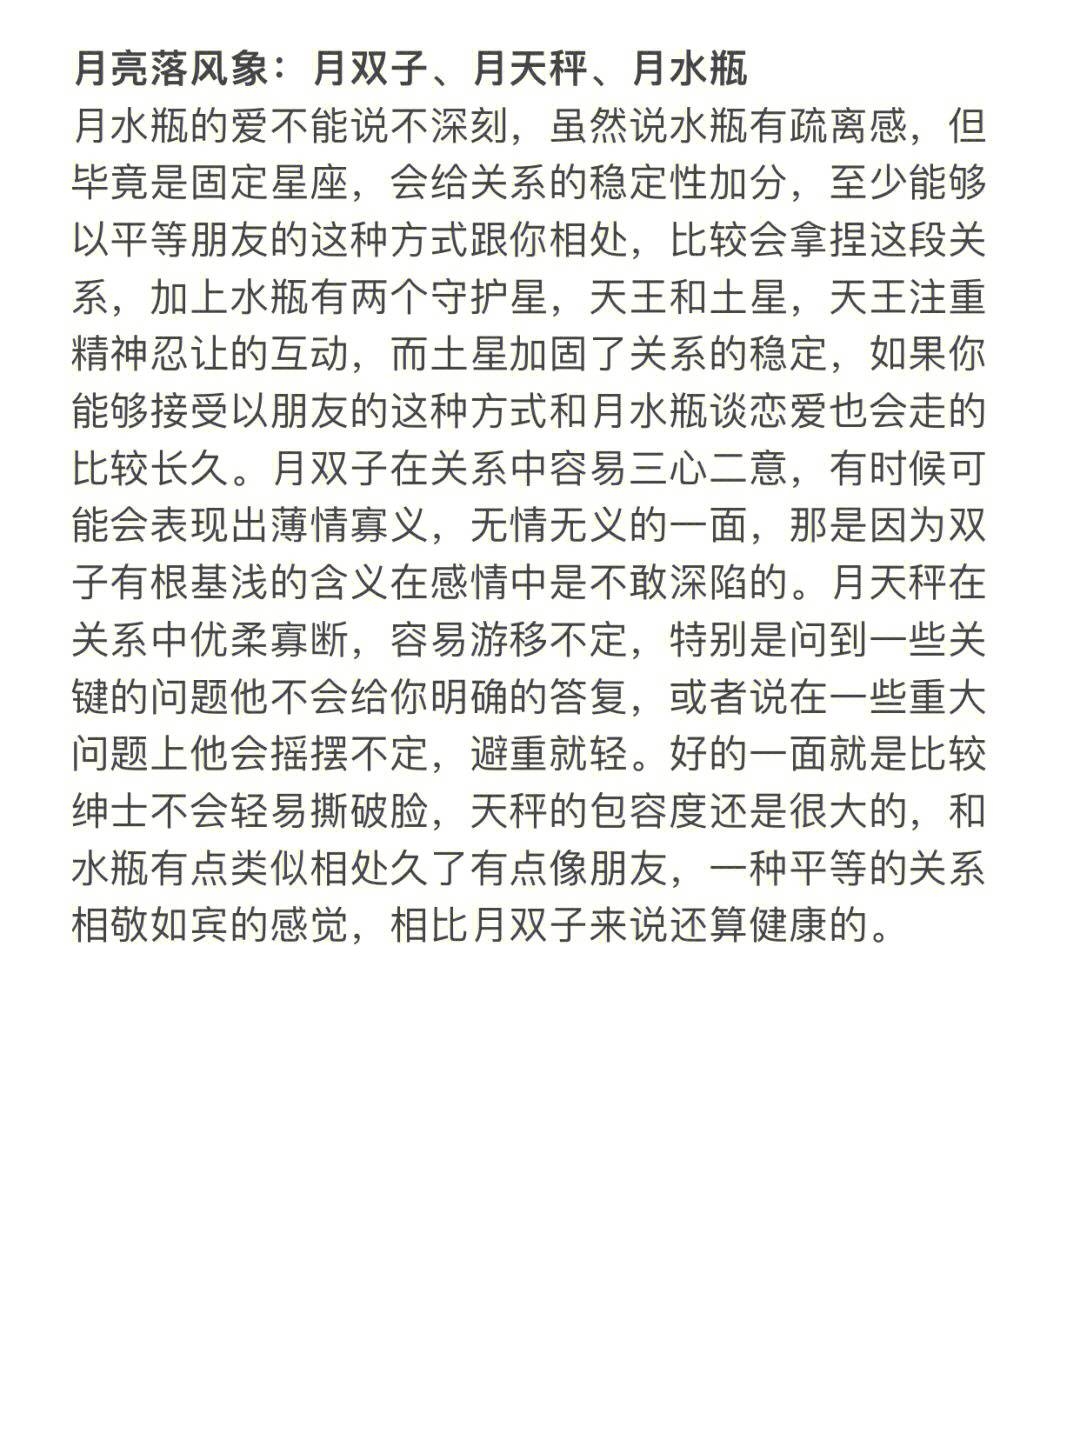 月亮落风象：月双子、月天秤、月水瓶
月水瓶的爱不能说不深刻，虽然说水瓶有疏离感，但
毕竟是固定星座，会给关系的稳定性加分，至少能够
以平等朋友的这种方式跟你相处，比较会拿捏这段关
系，加上水瓶有两个守护星，天王和土星，天王注重
精神忍让的互动，而土星加固了关系的稳定，如果你
能够接受以朋友的这种方式和月水瓶谈恋爱也会走的
比较长久。月双子在关系中容易三心二意，有时候可
能会表现出薄情寡义，无情无义的一面，那是因为双
子有根基浅的含义在感情中是不敢深陷的。月天秤在
关系中优柔寡断，容易游移不定，特别是问到一些关
键的问题他不会给你明确的答复，或者说在一些重大
问题上他会摇摆不定，避重就轻。好的一面就是比较
绅士不会轻易撕破脸，天秤的包容度还是很大的，和
水瓶有点类似相处久了有点像朋友，一种平等的关系
相敬如宾的感觉，相比月双子来说还算健康的。